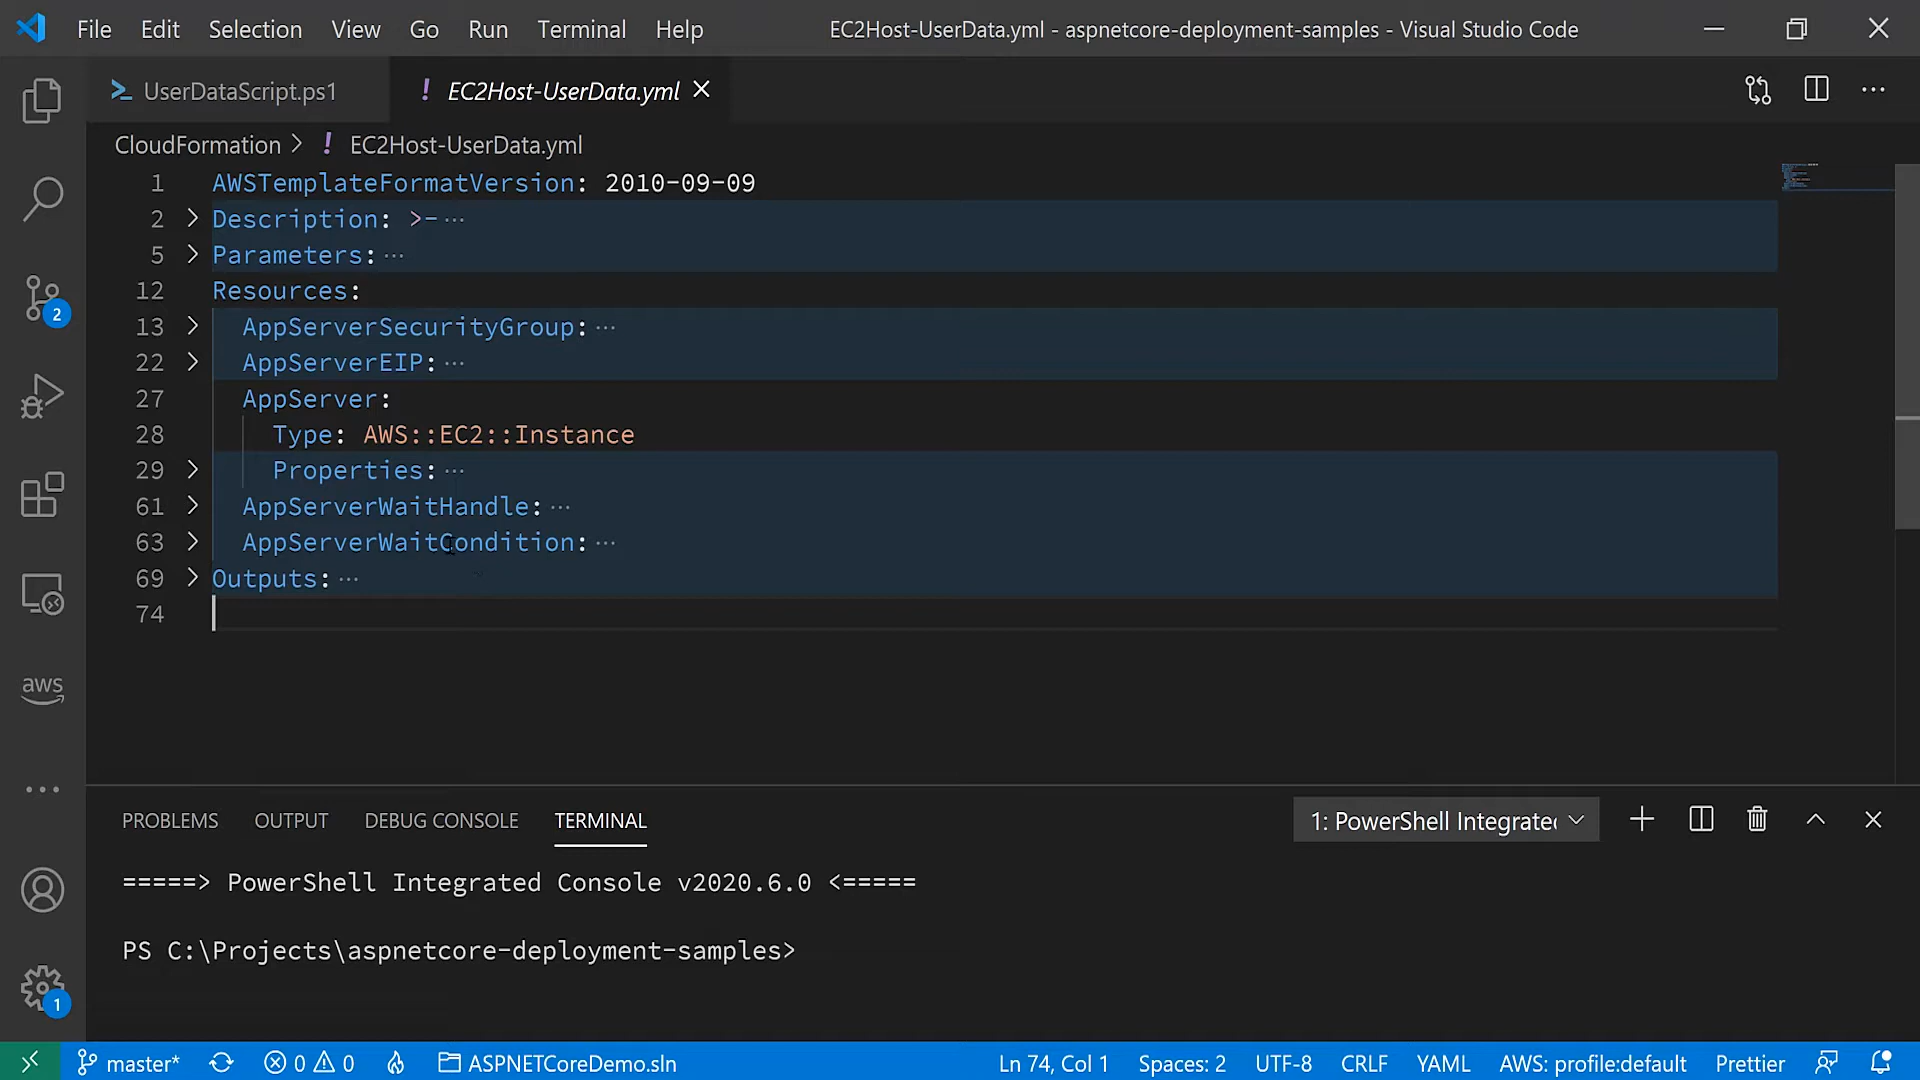 File Edit Selection View Go Run Terminal Help EC2Host-UserData.yml - aspnetcore-deployment-samples - Visual Studio Code
UserDataScript.ps1 ! EC2Host-UserData.yml
CloudFormation > ! EC2Host-UserData.yml
1 AWSTemplateFormatVersion: 2010-09-09
2 > Description: >- ...
5 > Parameters: ...
12 Resources:
13 > AppServerSecurityGroup: ...
22 > AppServerEIP: ...
27 AppServer:
28 Type: AWS::EC2::Instance
29 > Properties: ...
61 > AppServerWaitHandle: ...
63 > AppServerWaitCondition: ...
69 > Outputs: ...
74
2
aws
1
PROBLEMS OUTPUT DEBUG CONSOLE TERMINAL 1: PowerShell Integrate
=====> PowerShell Integrated Console v2020.6.0 <=====
PS C:\Projects\aspnetcore-deployment-samples>
master* 0 0 ASPNETCoreDemo.sln Ln 74, Col 1 Spaces: 2 UTF-8 CRLF YAML AWS: profile:default Prettier